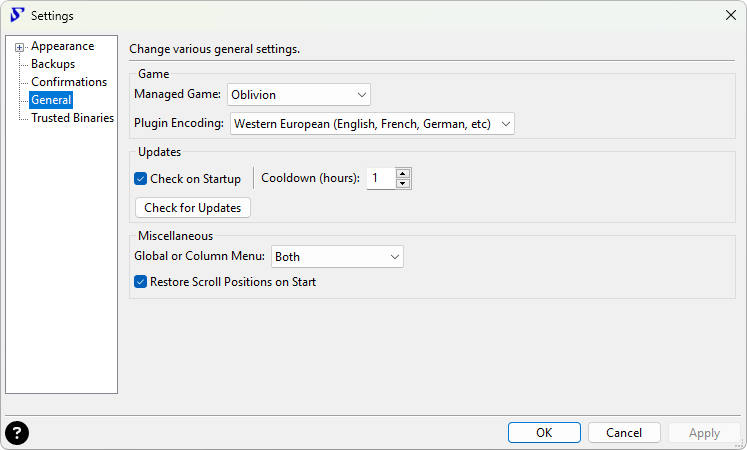 Settings
Appearance
Backups
Confirmations
General
Trusted Binaries
Change various general settings.
Game
Managed Game: Oblivion
Plugin Encoding: Western European (English, French, German, etc)
Updates
Check on Startup Cooldown (hours): 1
Check for Updates
Miscellaneous
Global or Column Menu: Both
Restore Scroll Positions on Start
? OK Cancel Apply